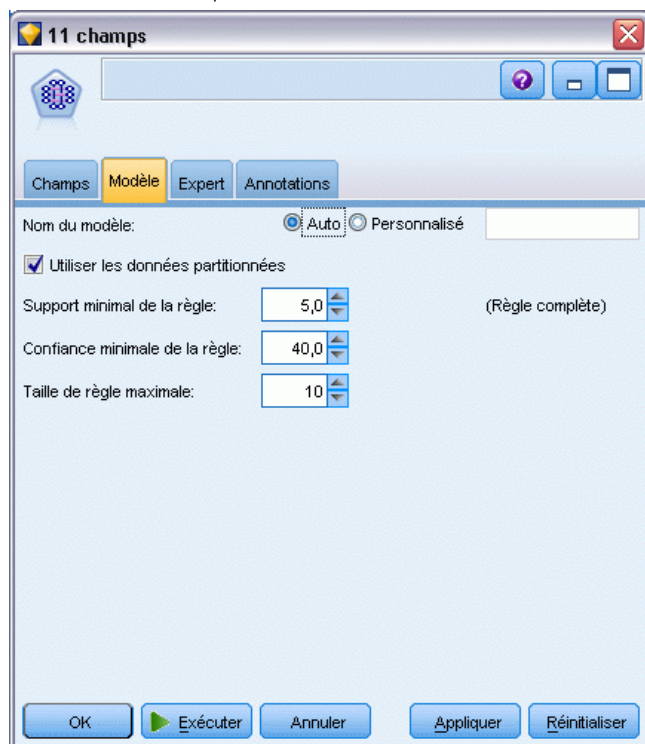 11 champs
Champs Modèle Expert Annotations
Nom du modèle: Auto Personnalisé
Utiliser les données partitionnées
Support minimal de la règle: 5,0 (Règle complète)
Confiance minimale de la règle: 40,0
Taille de règle maximale: 10
OK Exécuter Annuler Appliquer Réinitialiser